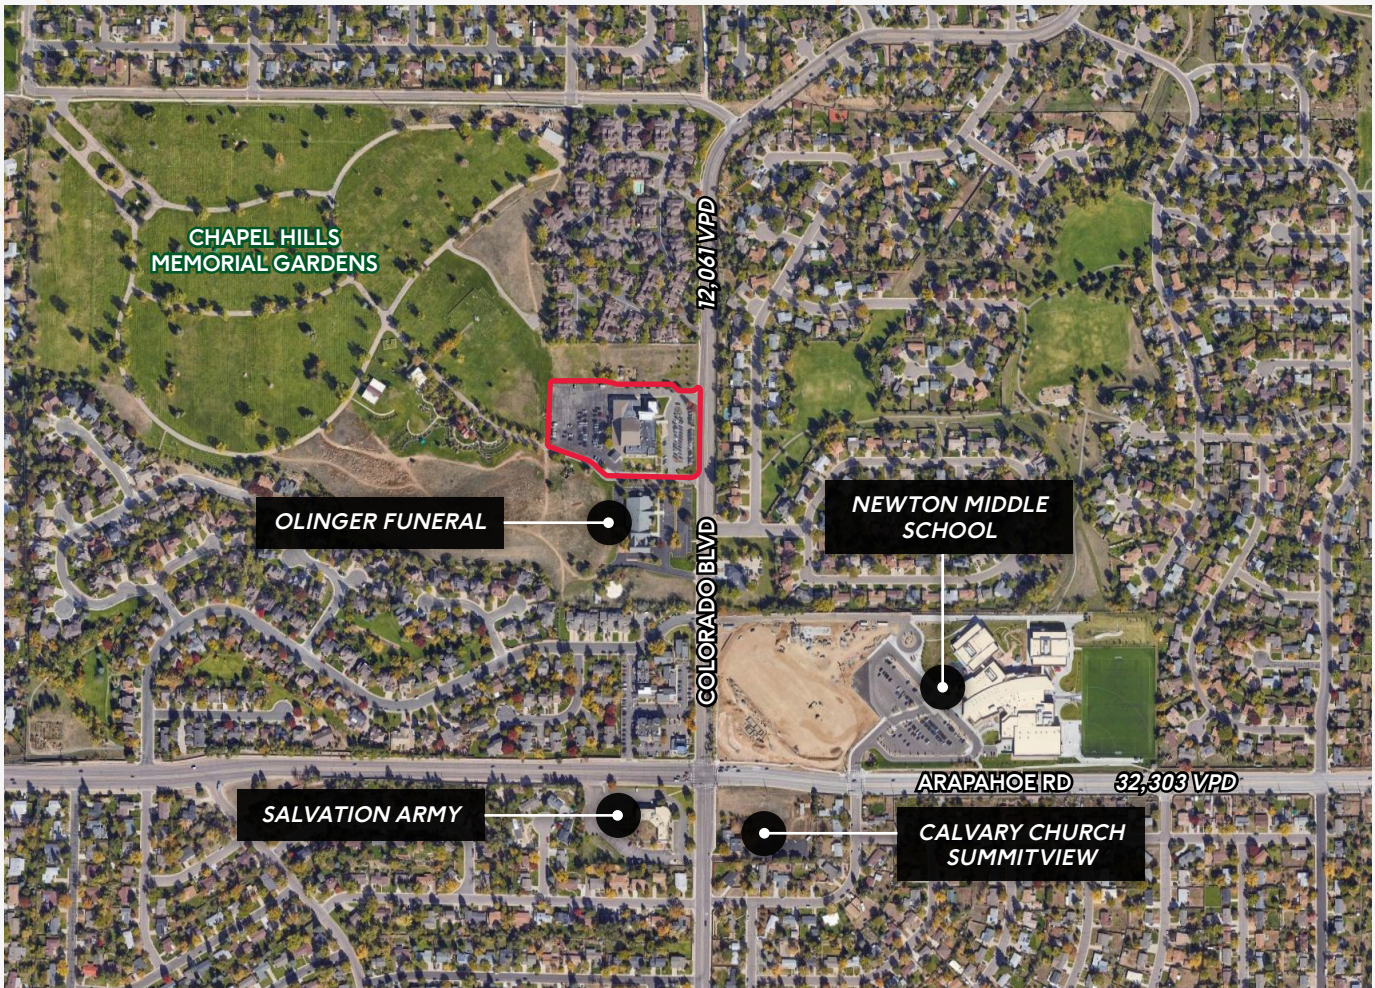 12,061 VPD
CHAPEL HILLS
MEMORIAL GARDENS
OLINGER FUNERAL
NEWTON MIDDLE
SCHOOL
COLORADO BLVD
ARAPAHOE RD
32,303 VPD
SALVATION ARMY
CALVARY CHURCH
SUMMITVIEW